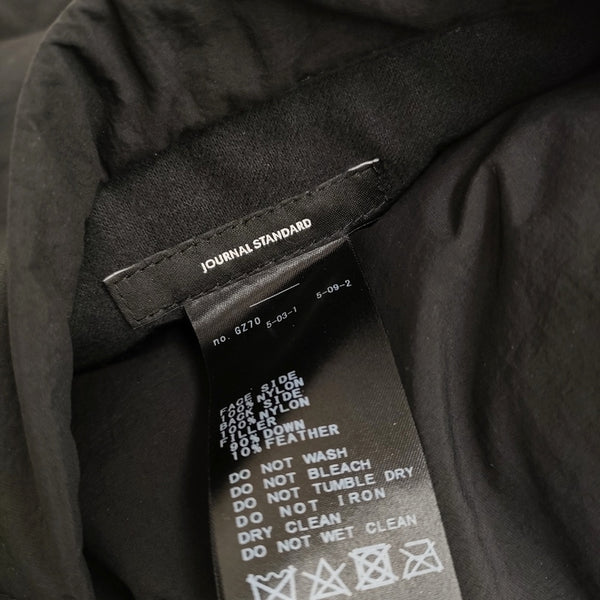 JOURNAL STANDARD
no. GZ70 5-03-1 5-09-2
FACE SIDE
100%NYLON
BACK SIDE
100%NYLON
FILLER
90%DOWN
10%FEATHER
DO NOT WASH
DO NOT BLEACH
DO NOT TUMBLE DRY
DO NOT IRON
DRY CLEAN
DO NOT WET CLEAN